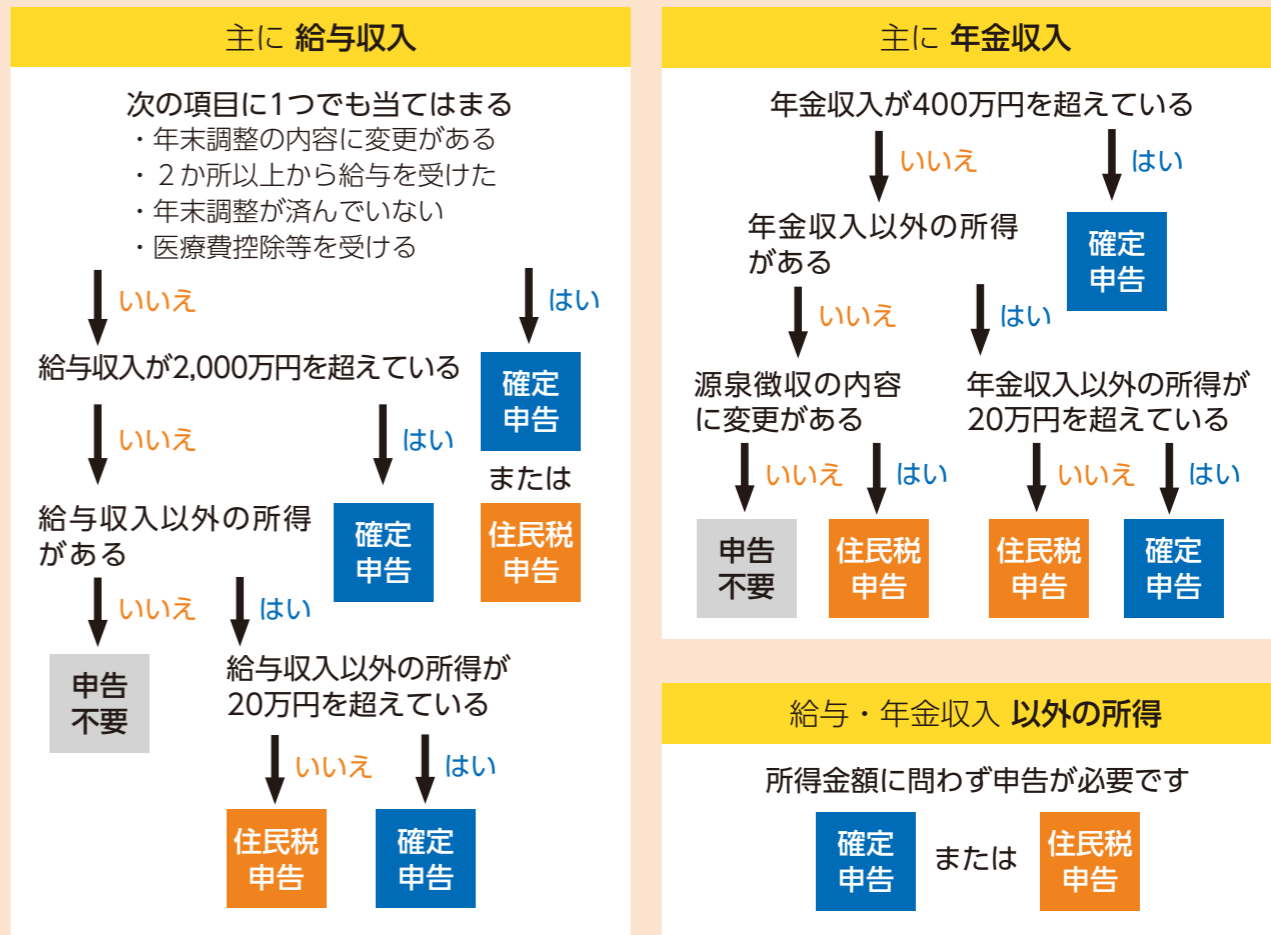 主に 給与収入
次の項目に1つでも当てはまる
・年末調整の内容に変更がある
・２か所以上から給与を受けた
・年末調整が済んでいない
・医療費控除等を受ける
いいえ
はい
給与収入が2,000万円を超えている
確定
申告
または
住民税
申告
いいえ
はい
給与収入以外の所得
がある
確定
申告
いいえ
はい
申告
不要
給与収入以外の所得が
20万円を超えている
いいえ
はい
住民税
申告
確定
申告
主に 年金収入
年金収入が400万円を超えている
いいえ
はい
年金収入以外の所得
がある
確定
申告
いいえ
はい
源泉徴収の内容
に変更がある
年金収入以外の所得が
20万円を超えている
いいえ
はい
いいえ
はい
申告
不要
住民税
申告
住民税
申告
確定
申告
給与・年金収入 以外の所得
所得金額に問わず申告が必要です
確定
申告
または
住民税
申告